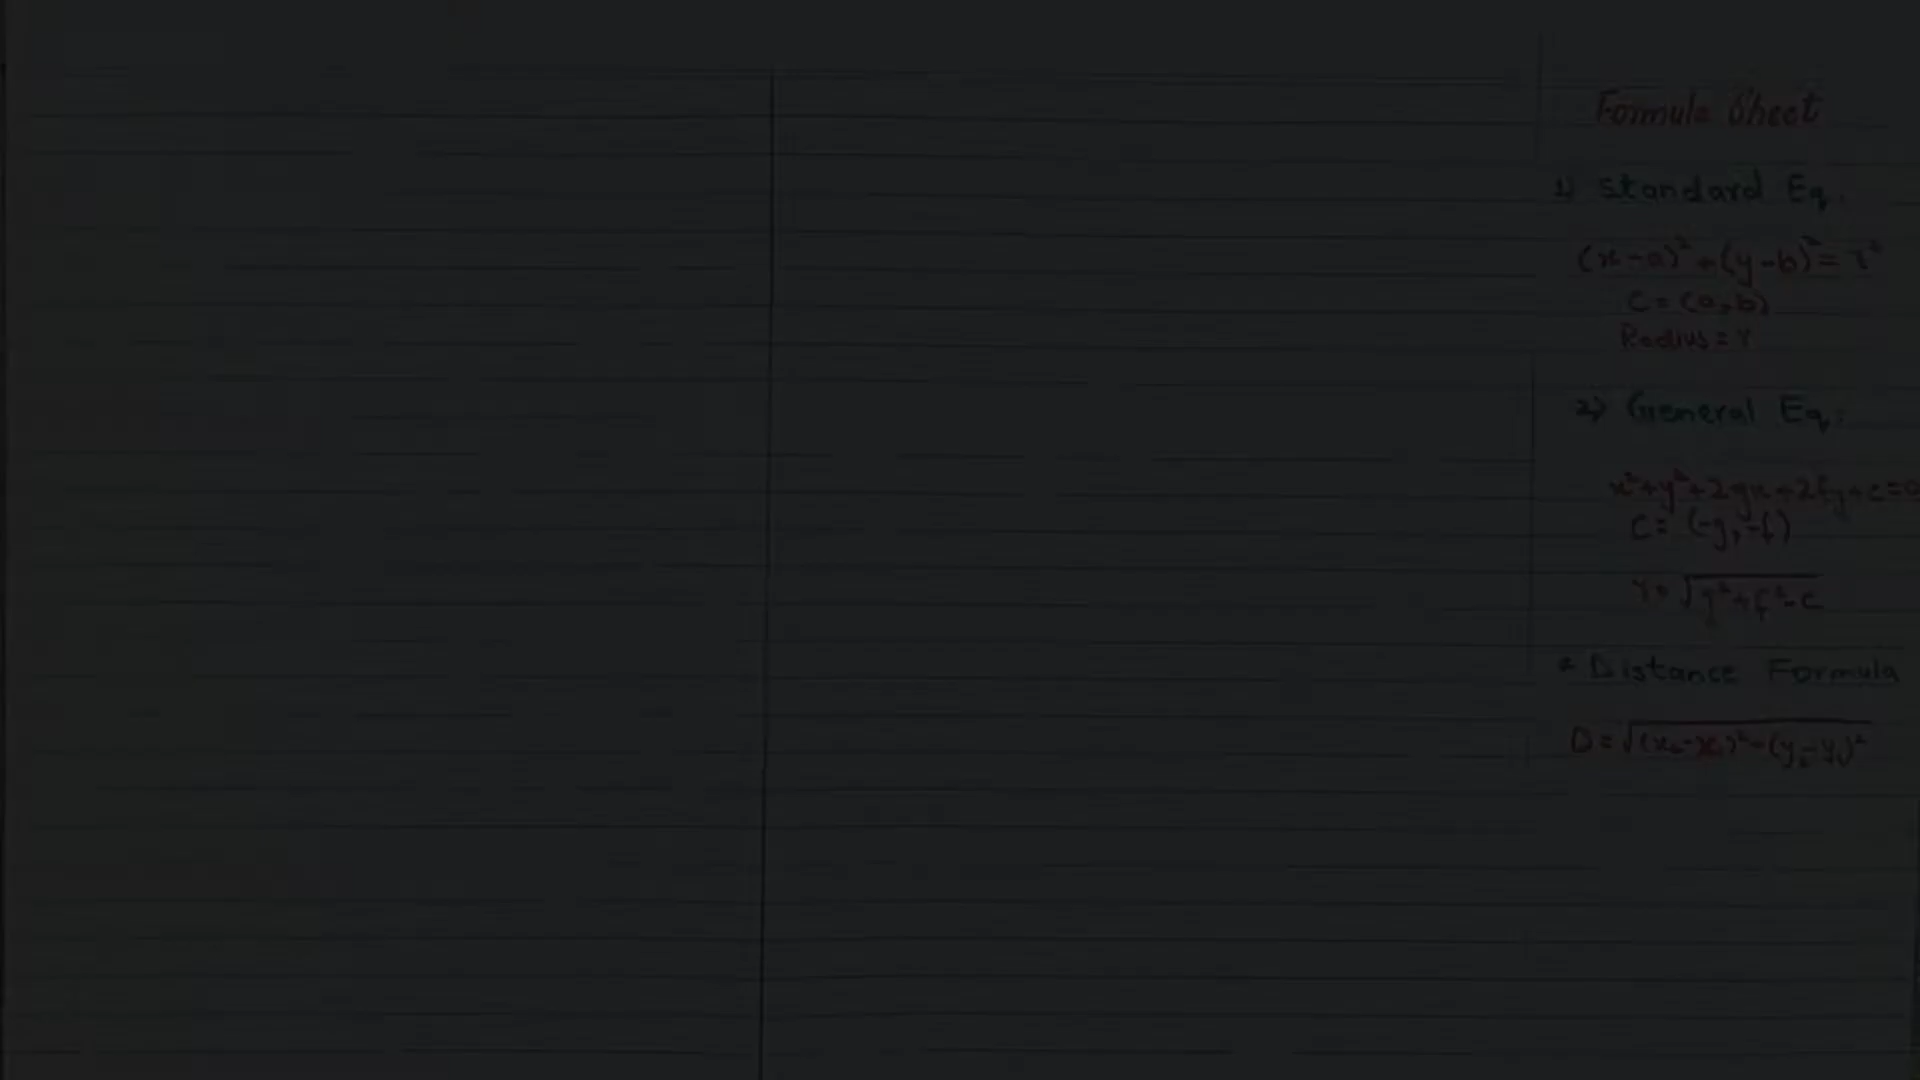 Formula Sheet
1) Standard Eq.
(x-a)²+(y-b)²=r²
C=(a,b)
Radius=r
2) General Eq:
x²+y²+2gx+2fy+c=0
C=(-g,-f)
r=√g²+f²-c
* Distance Formula
D=√(x₂-x₁)²-(y₂-y₁)²